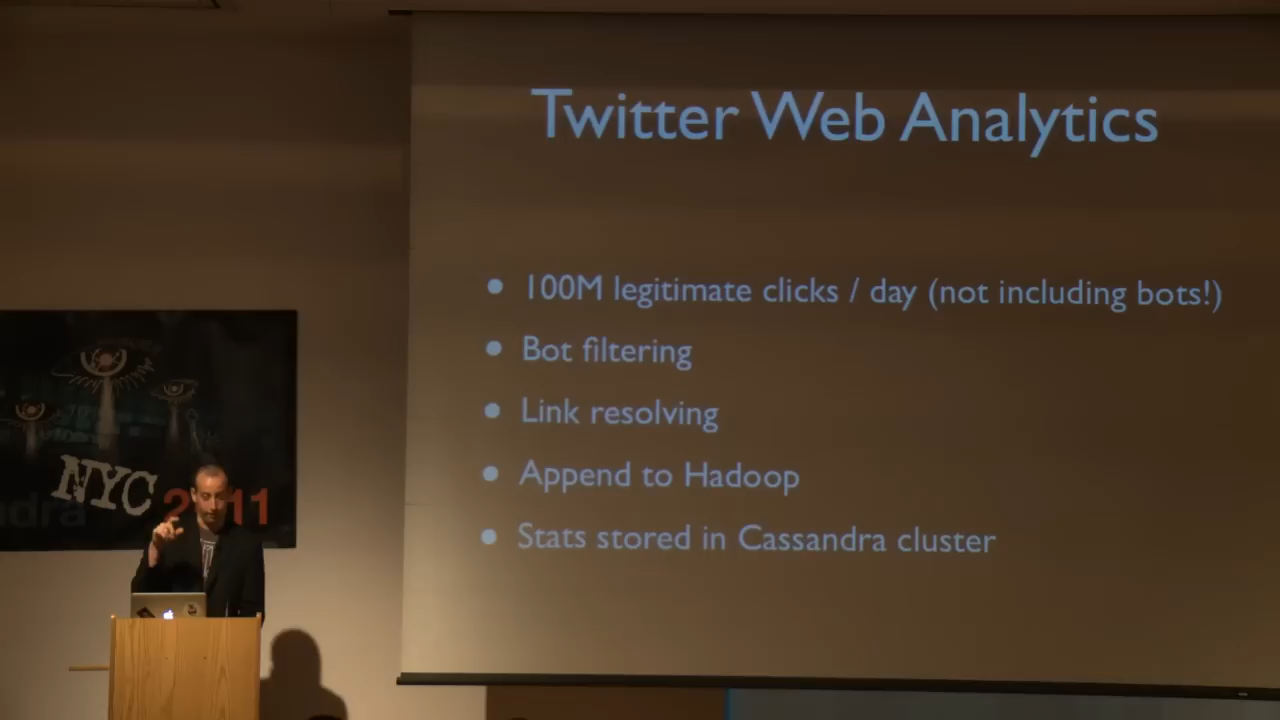 Twitter Web Analytics
• 100M legitimate clicks / day (not including bots!)
• Bot filtering
• Link resolving
• Append to Hadoop
• Stats stored in Cassandra cluster
NYC